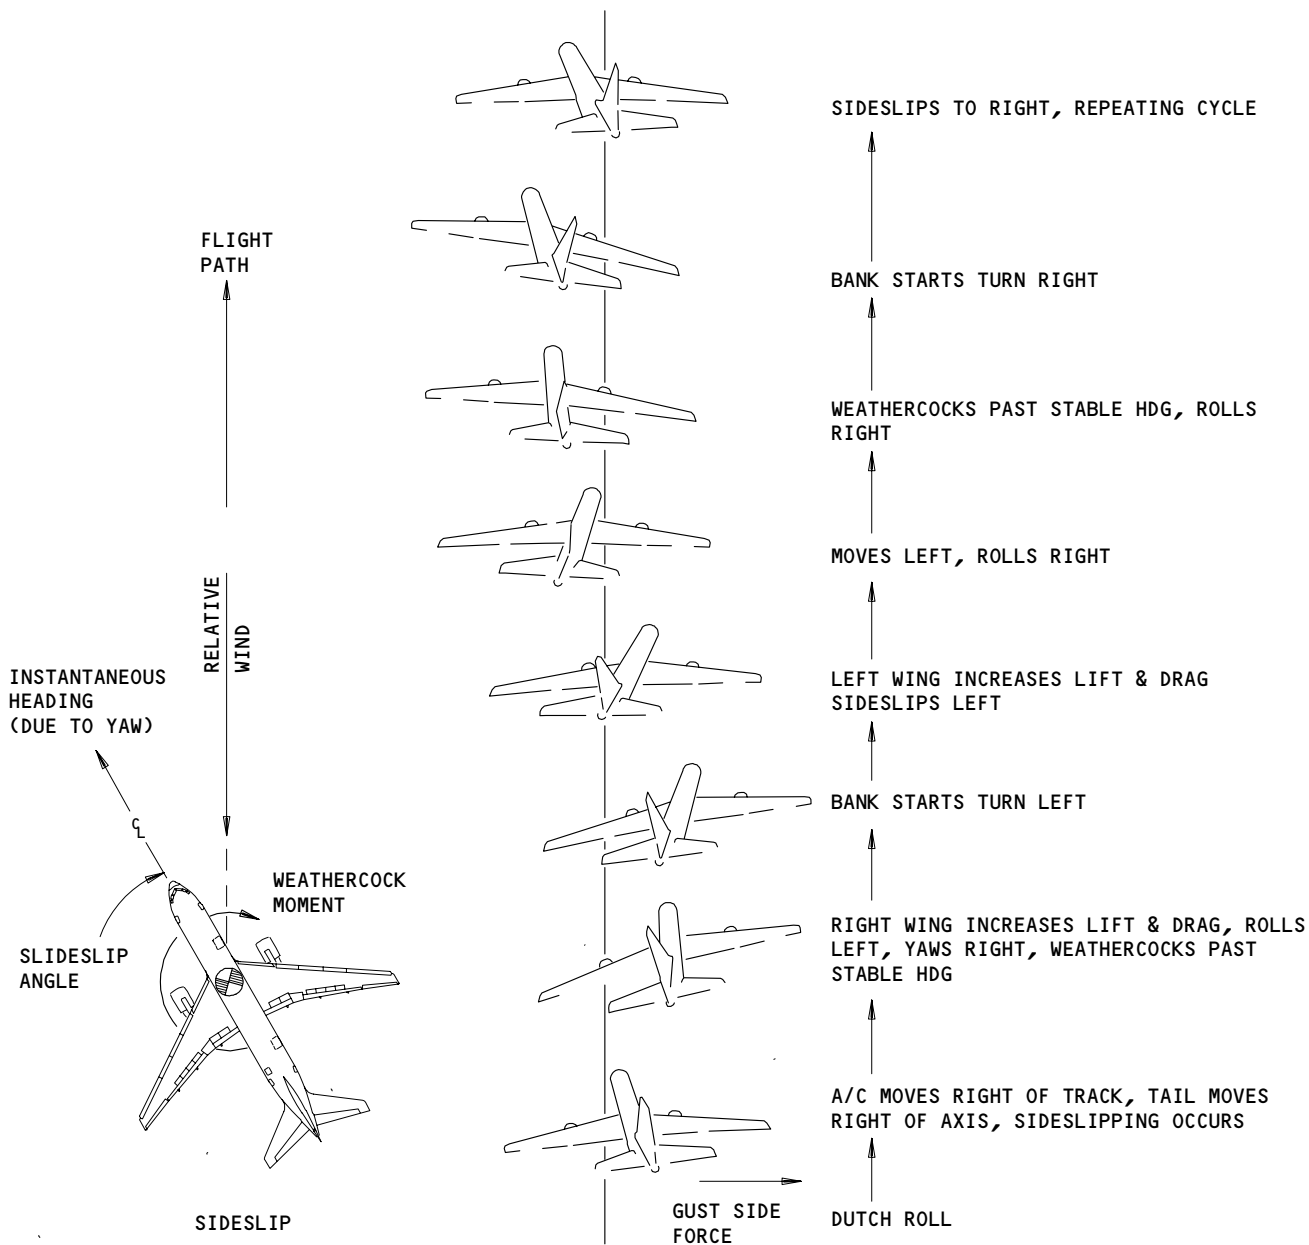 SIDESLIPS TO RIGHT, REPEATING CYCLE
FLIGHT
PATH
BANK STARTS TURN RIGHT
WEATHERCOCKS PAST STABLE HDG, ROLLS
RIGHT
MOVES LEFT, ROLLS RIGHT
RELATIVE
WIND
INSTANTANEOUS
HEADING
(DUE TO YAW)
LEFT WING INCREASES LIFT & DRAG
SIDESLIPS LEFT
BANK STARTS TURN LEFT
CL
WEATHERCOCK
MOMENT
SLIDESLIP
ANGLE
RIGHT WING INCREASES LIFT & DRAG, ROLLS
LEFT, YAWS RIGHT, WEATHERCOCKS PAST
STABLE HDG
A/C MOVES RIGHT OF TRACK, TAIL MOVES
RIGHT OF AXIS, SIDESLIPPING OCCURS
SIDESLIP
GUST SIDE
FORCE
DUTCH ROLL